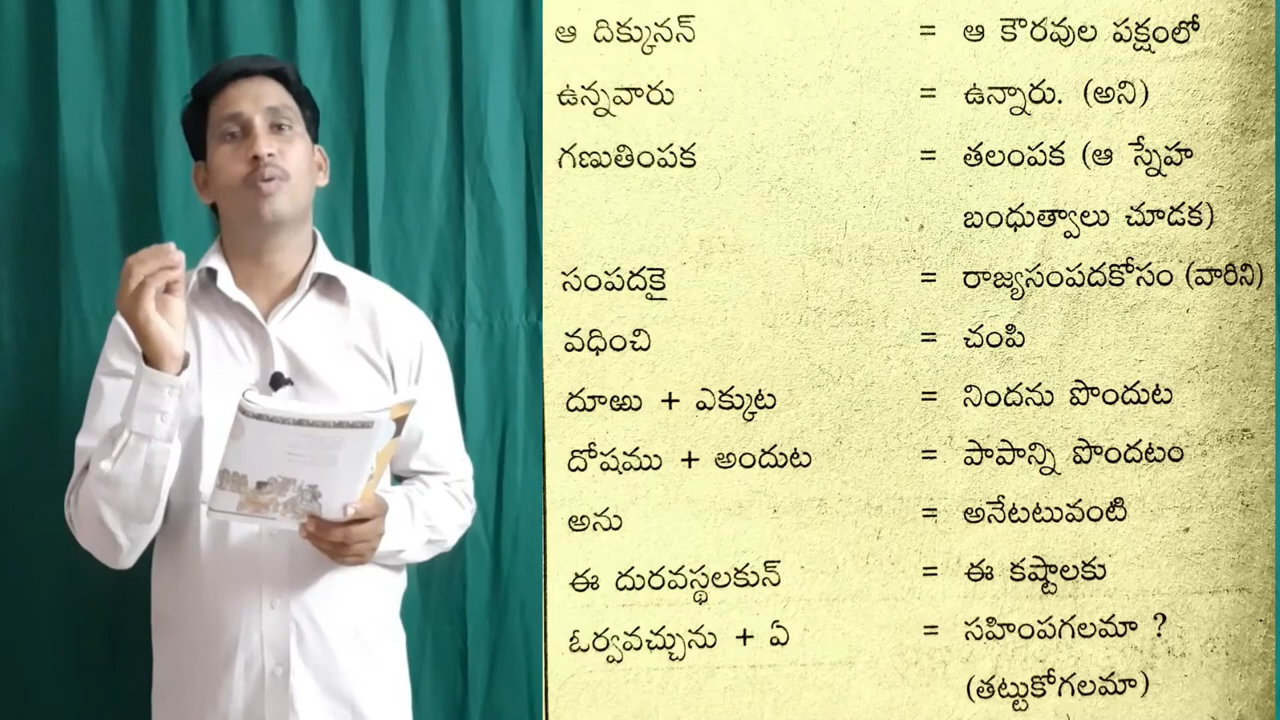 ఆ దిక్కునన్ = ఆ కౌరవుల పక్షంలో
ఉన్నవారు = ఉన్నారు. (అని)
గణుతింపక = తలంపక (ఆ స్నేహ
బంధుత్వాలు చూడక)
సంపదకై = రాజ్యసంపదకోసం (వారిని)
వధించి = చంపి
దూఱు + ఎక్కుట = నిందను పొందుట
దోషము + అందుట = పాపాన్ని పొందటం
అను = అనేటటువంటి
ఈ దురవస్థలకున్ = ఈ కష్టాలకు
ఓర్వవచ్చును + ఏ = సహింపగలమా ?
(తట్టుకోగలమా)